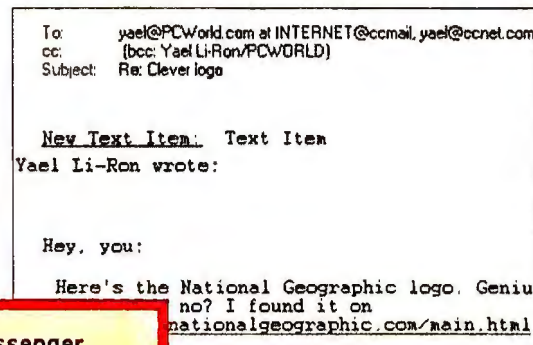 To: yael@PCWorld.com at INTERNET@ccmail, yael@ccnet.com
cc: (bcc: Yael Li-Ron/PCWORLD)
Subject: Re: Clever logo
New Text Item: Text Item
Yael Li-Ron wrote:
Hey, you:
Here's the National Geographic logo. Geniu
no? I found it on
nationalgeographic.com/main.html
ssenger